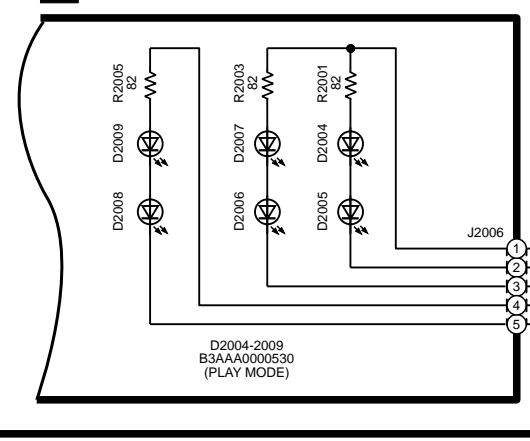 R2005
82
R2003
82
R2001
82
D2009
D2007
D2004
D2008
D2006
D2005
J2006
1
2
3
4
5
D2004-2009
B3AAA0000530
(PLAY MODE)